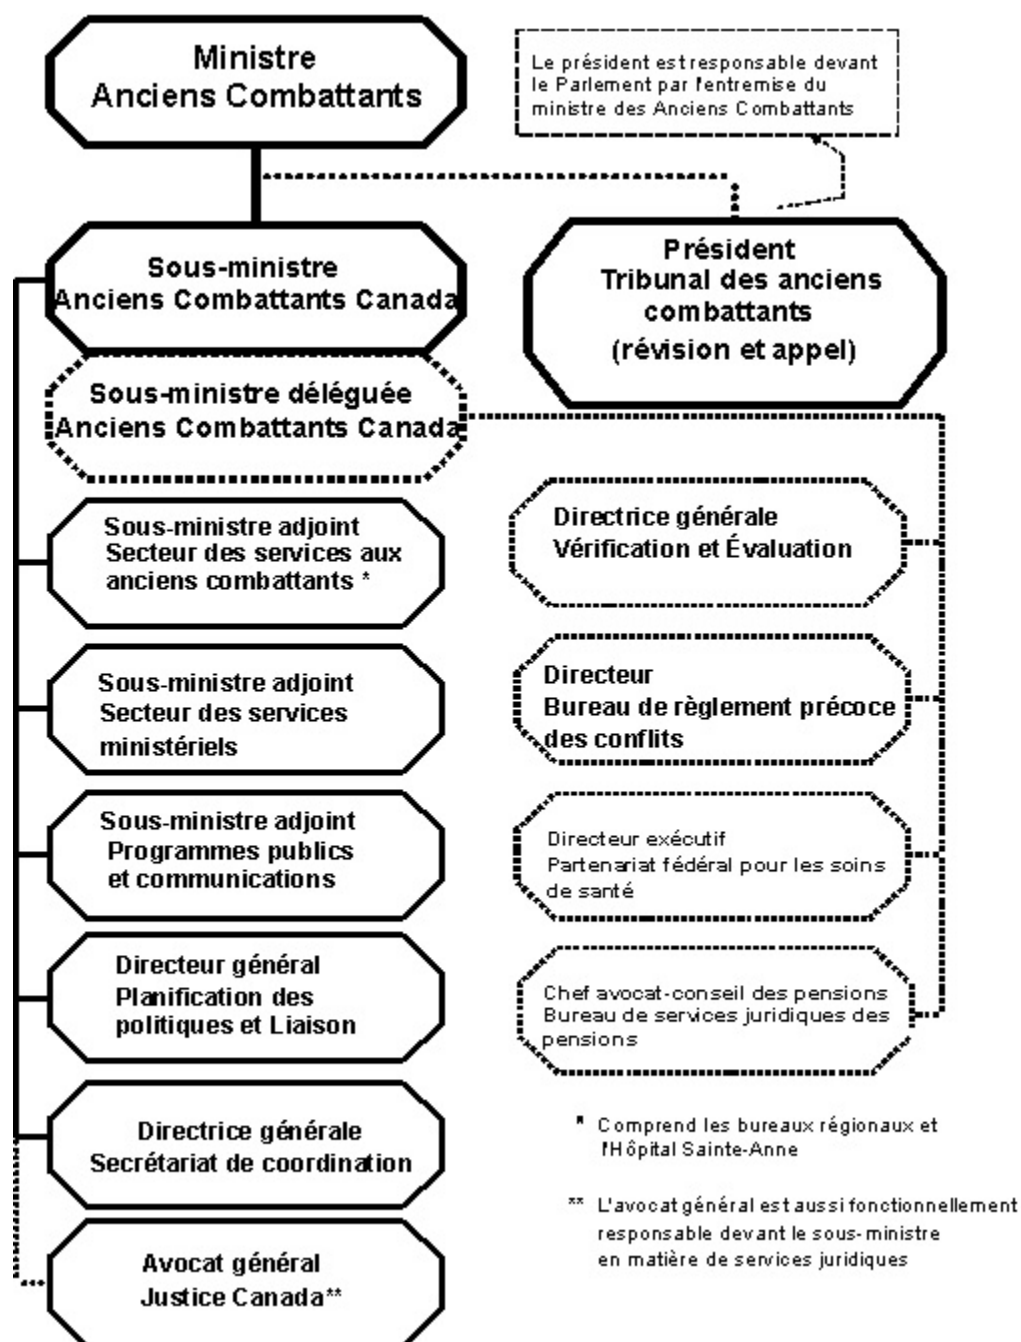 Ministre
Anciens Combattants
Le président est responsable devant
le Parlement par l'entremise du
ministre des Anciens Combattants
Sous-ministre
Anciens Combattants Canada
Président
Tribunal des anciens
combattants
(révision et appel)
Sous-ministre déléguée
Anciens Combattants Canada
Sous-ministre adjoint
Secteur des services aux
anciens combattants *
Sous-ministre adjoint
Secteur des services
ministériels
Sous-ministre adjoint
Programmes publics
et communications
Directeur général
Planification des
politiques et Liaison
Directrice générale
Secrétariat de coordination
Avocat général
Justice Canada**
Directrice générale
Vérification et Évaluation
Directeur
Bureau de règlement précoce
des conflits
Directeur exécutif
Partenariat fédéral pour les soins
de santé
Chef avocat-conseil des pensions
Bureau de services juridiques des
pensions
* Comprend les bureaux régionaux et
l'Hôpital Sainte-Anne
** L'avocat général est aussi fonctionnellement
responsable devant le sous-ministre
en matière de services juridiques